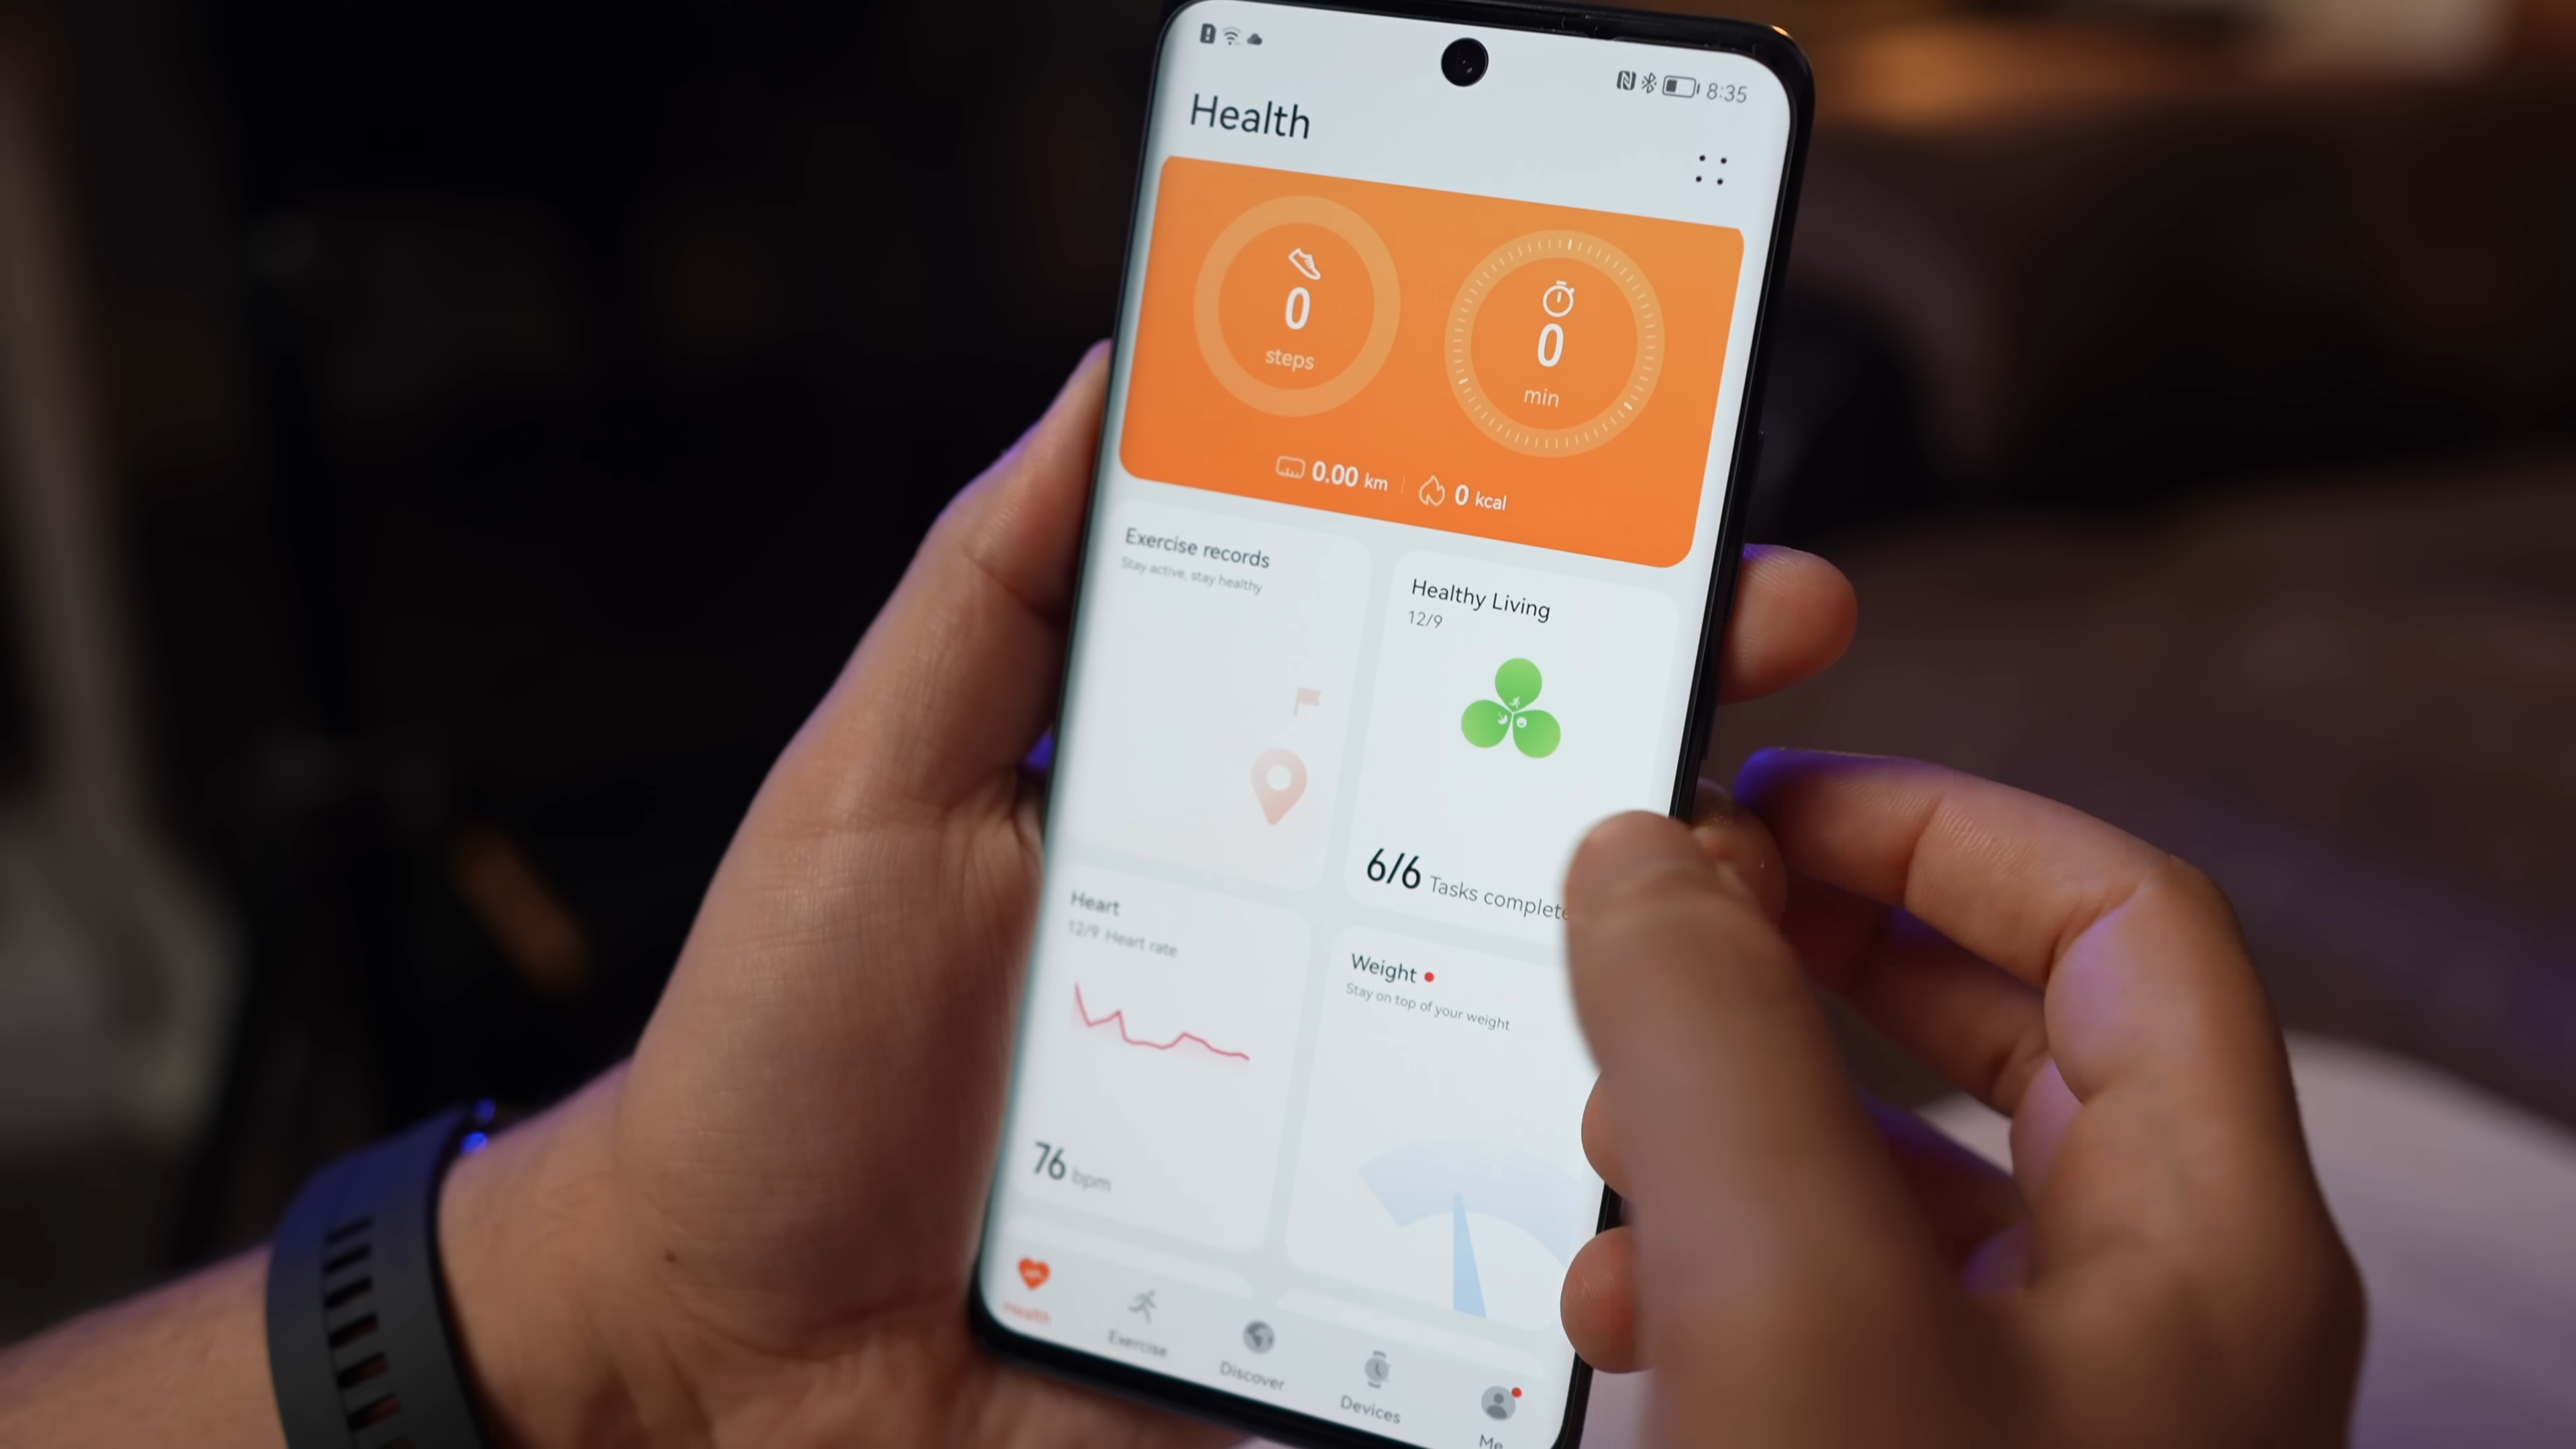 8:35
Health
0
steps
0
min
0.00 km
0 kcal
Exercise records
Stay active, stay healthy
Healthy Living
12/9
6/6 Tasks complete
Heart
12/9 Heart rate
76 bpm
Weight
Stay on top of your weight
Health
Exercise
Discover
Devices
Me